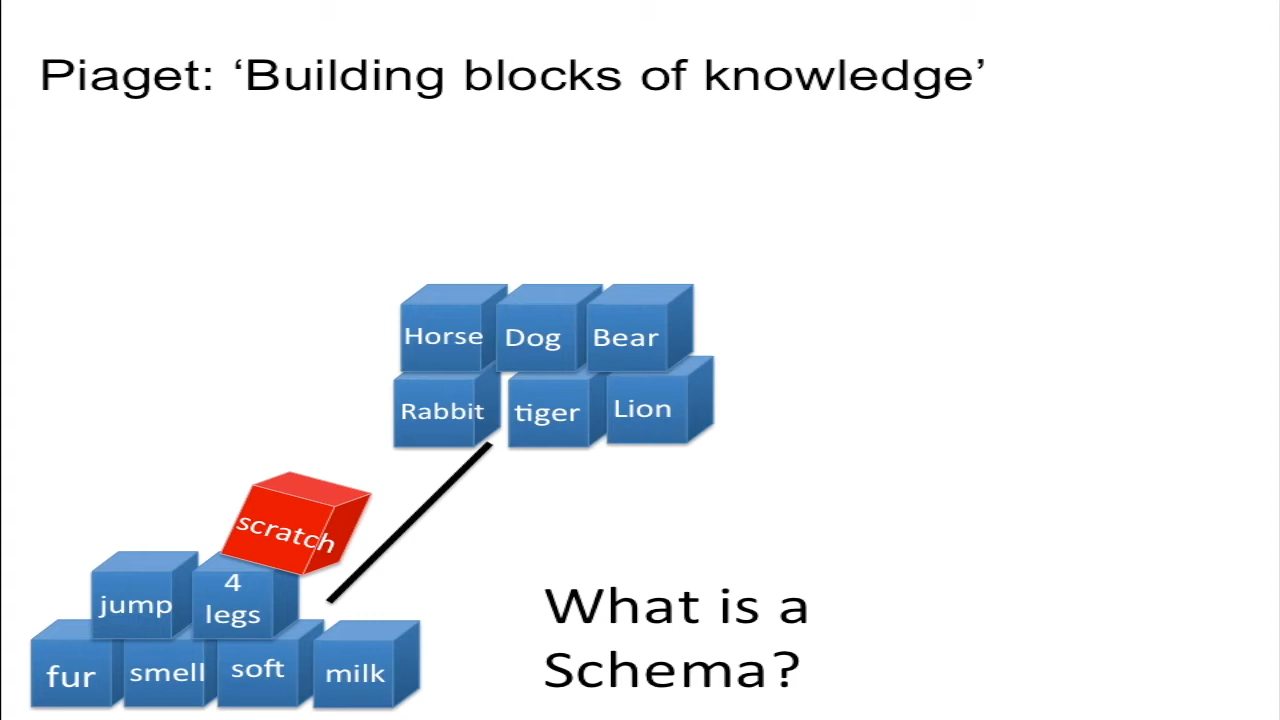 Piaget: ‘Building blocks of knowledge’
Horse Dog Bear
Rabbit tiger Lion
scratch
jump
4
legs
fur smell soft milk
What is a
Schema?